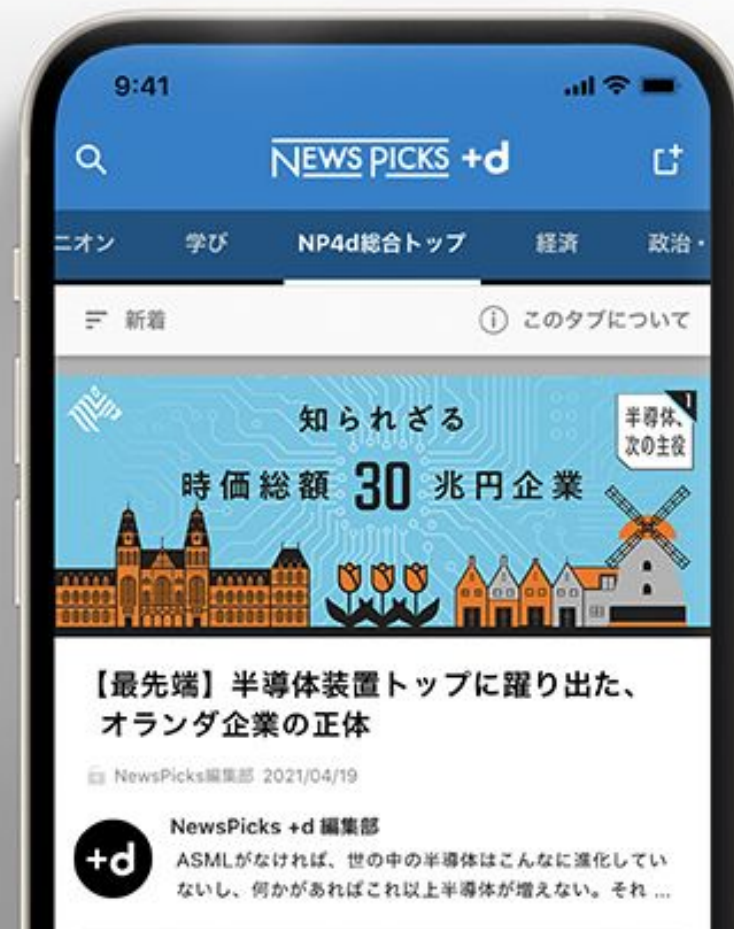 9:41
NEWS PICKS +d
ニオン 学び NP4d総合トップ 経済 政治・
新着 このタブについて
知られざる
時価総額 30 兆円企業
1
半導体、
次の主役
【最先端】半導体装置トップに躍り出た、
オランダ企業の正体
NewsPicks編集部 2021/04/19
NewsPicks +d 編集部
+d
ASMLがなければ、世の中の半導体はこんなに進化してい
ないし、何かがあればこれ以上半導体が増えない。それ ...